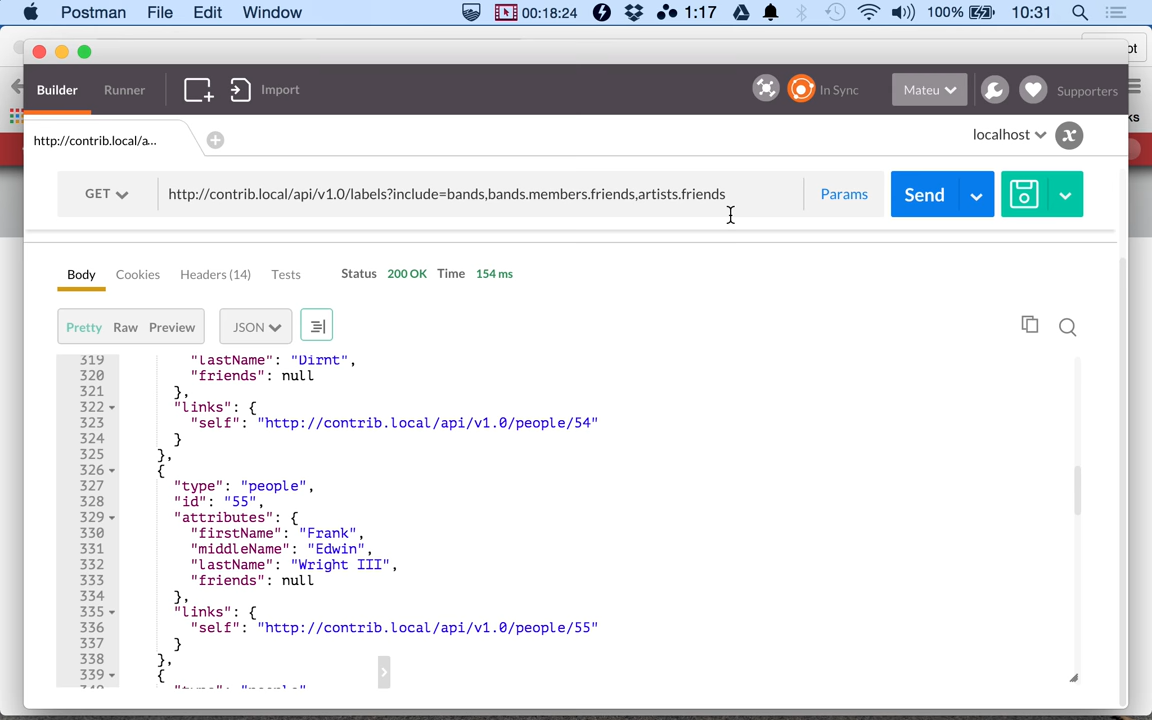 Postman File Edit Window 00:18:24 1:17 100% 10:31
ot
Builder Runner Import In Sync Mateu Supporters
ks
http://contrib.local/a... localhost x
GET http://contrib.local/api/v1.0/labels?include=bands,bands.members.friends,artists.friends Params Send
Body Cookies Headers (14) Tests Status 200 OK Time 154 ms
Pretty Raw Preview JSON
319 "lastName": "Dirnt",
320 "friends": null
321 },
322 "links": {
323 "self": "http://contrib.local/api/v1.0/people/54"
324 }
325 },
326 {
327 "type": "people",
328 "id": "55",
329 "attributes": {
330 "firstName": "Frank",
331 "middleName": "Edwin",
332 "lastName": "Wright III",
333 "friends": null
334 },
335 "links": {
336 "self": "http://contrib.local/api/v1.0/people/55"
337 }
338 },
339 {
340 "type": "people"